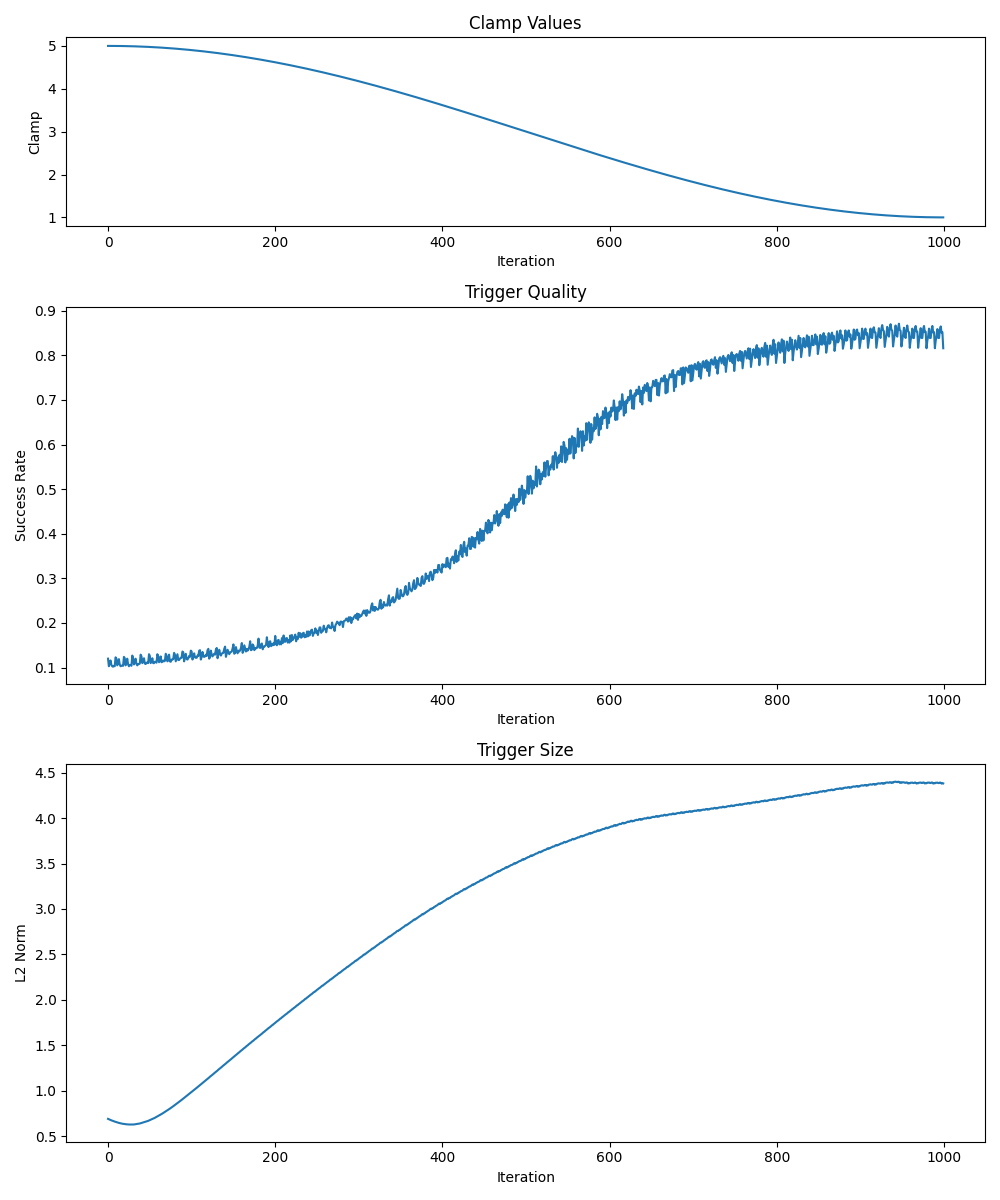 Clamp Values
5
4
3
2
1
Clamp
0 200 400 600 800 1000
Iteration
Trigger Quality
0.9
0.8
0.7
0.6
0.5
0.4
0.3
0.2
0.1
Success Rate
0 200 400 600 800 1000
Iteration
Trigger Size
4.5
4.0
3.5
3.0
2.5
2.0
1.5
1.0
0.5
L2 Norm
0 200 400 600 800 1000
Iteration